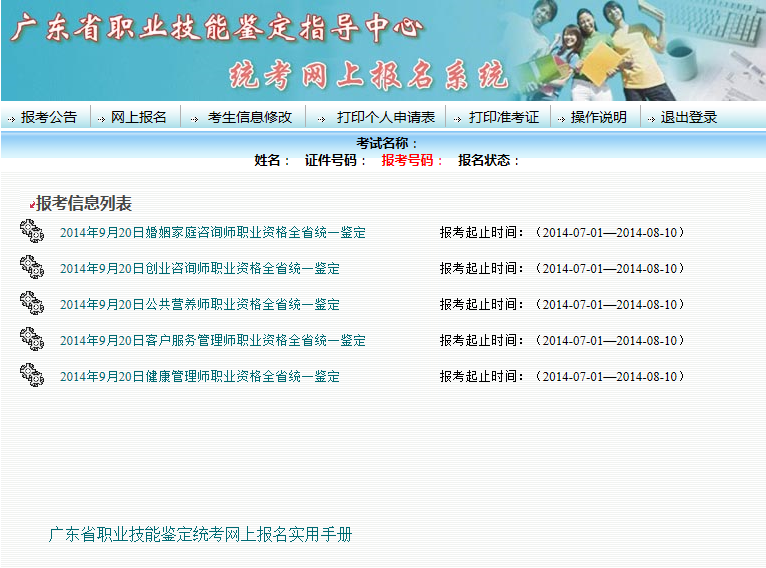 广东省职业技能鉴定指导中心
统考网上报名系统
报考公告 网上报名 考生信息修改 打印个人申请表 打印准考证 操作说明 退出登录
考试名称：
姓名： 证件号码： 报考号码： 报名状态：
报考信息列表
2014年9月20日婚姻家庭咨询师职业资格全省统一鉴定 报考起止时间：（2014-07-01—2014-08-10）
2014年9月20日创业咨询师职业资格全省统一鉴定 报考起止时间：（2014-07-01—2014-08-10）
2014年9月20日公共营养师职业资格全省统一鉴定 报考起止时间：（2014-07-01—2014-08-10）
2014年9月20日客户服务管理师职业资格全省统一鉴定 报考起止时间：（2014-07-01—2014-08-10）
2014年9月20日健康管理师职业资格全省统一鉴定 报考起止时间：（2014-07-01—2014-08-10）
广东省职业技能鉴定统考网上报名实用手册